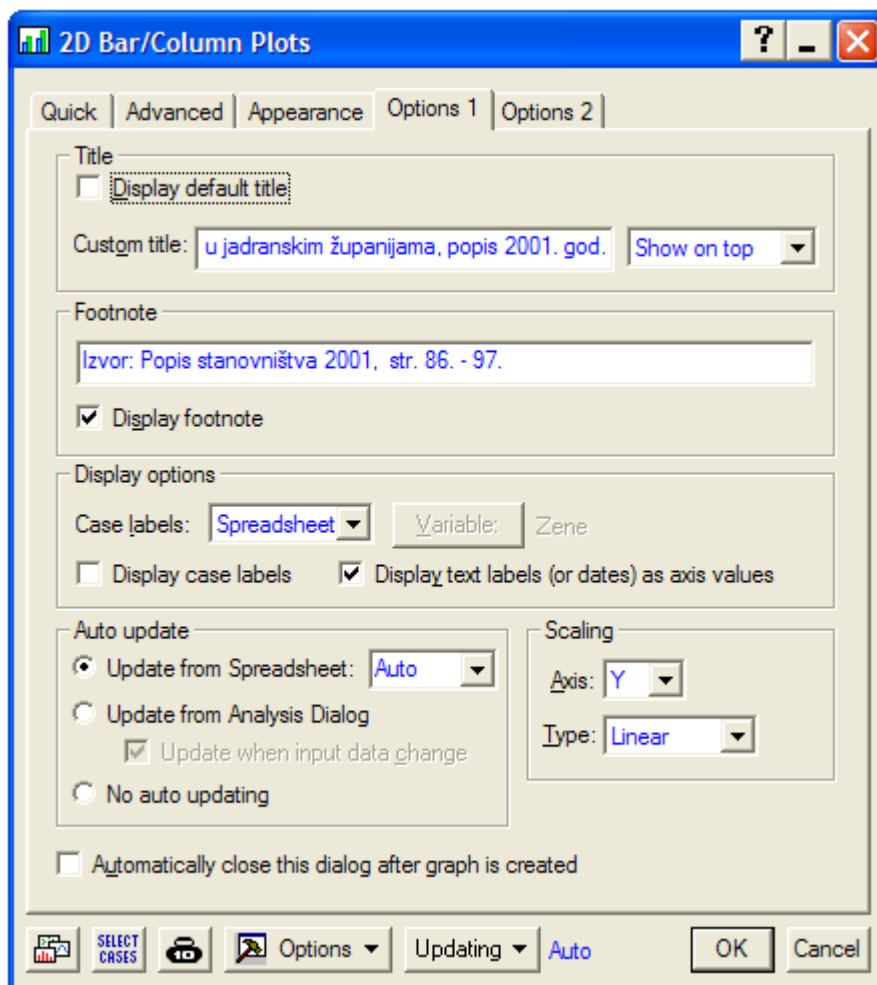 2D Bar/Column Plots
Quick Advanced Appearance Options 1 Options 2
Title
Display default title
Custom title: u jadranskim županijama, popis 2001. god. Show on top
Footnote
Izvor: Popis stanovništva 2001, str. 86. - 97.
Display footnote
Display options
Case labels: Spreadsheet Variable: Zene
Display case labels Display text labels (or dates) as axis values
Auto update
Update from Spreadsheet: Auto
Update from Analysis Dialog
Update when input data change
No auto updating
Scaling
Axis: Y
Type: Linear
Automatically close this dialog after graph is created
SELECT
CASES
Options Updating Auto OK Cancel